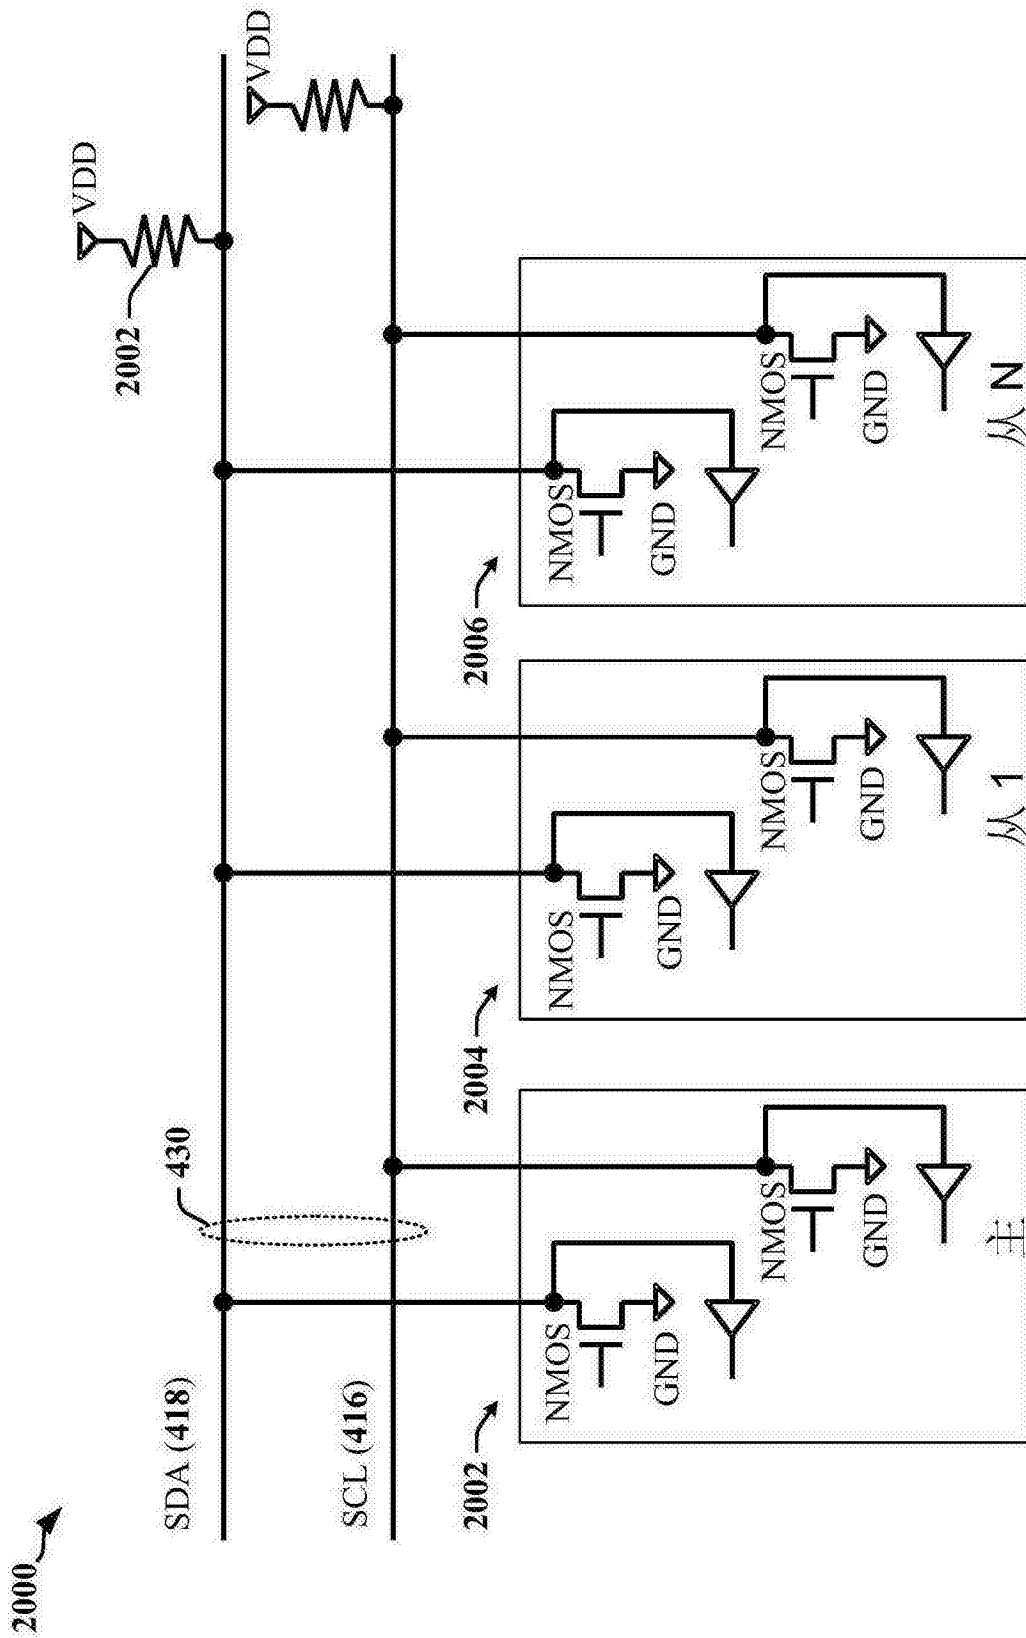 2000
VDD
VDD
2002
SDA (418)
430
SCL (416)
2002
2004
2006
NMOS
GND
NMOS
GND
主
NMOS
GND
NMOS
GND
从 1
NMOS
GND
NMOS
GND
从 N